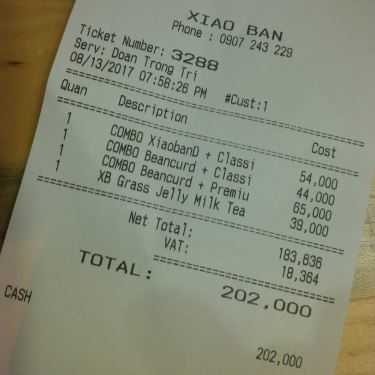 XIAO BAN
Phone : 0907 243 229
Ticket Number: 3288
Serv: Doan Trong Tri
08/13/2017 07:58:26 PM #Cust:1
Quan Description Cost
1 COMBO XiaobanD + Classi 54,000
1 COMBO Beancurd + Classi 44,000
1 COMBO Beancurd + Premiu 65,000
1 XB Grass Jelly Milk Tea 39,000
Net Total: 183,636
VAT: 18,364
TOTAL: 202,000
CASH 202,000